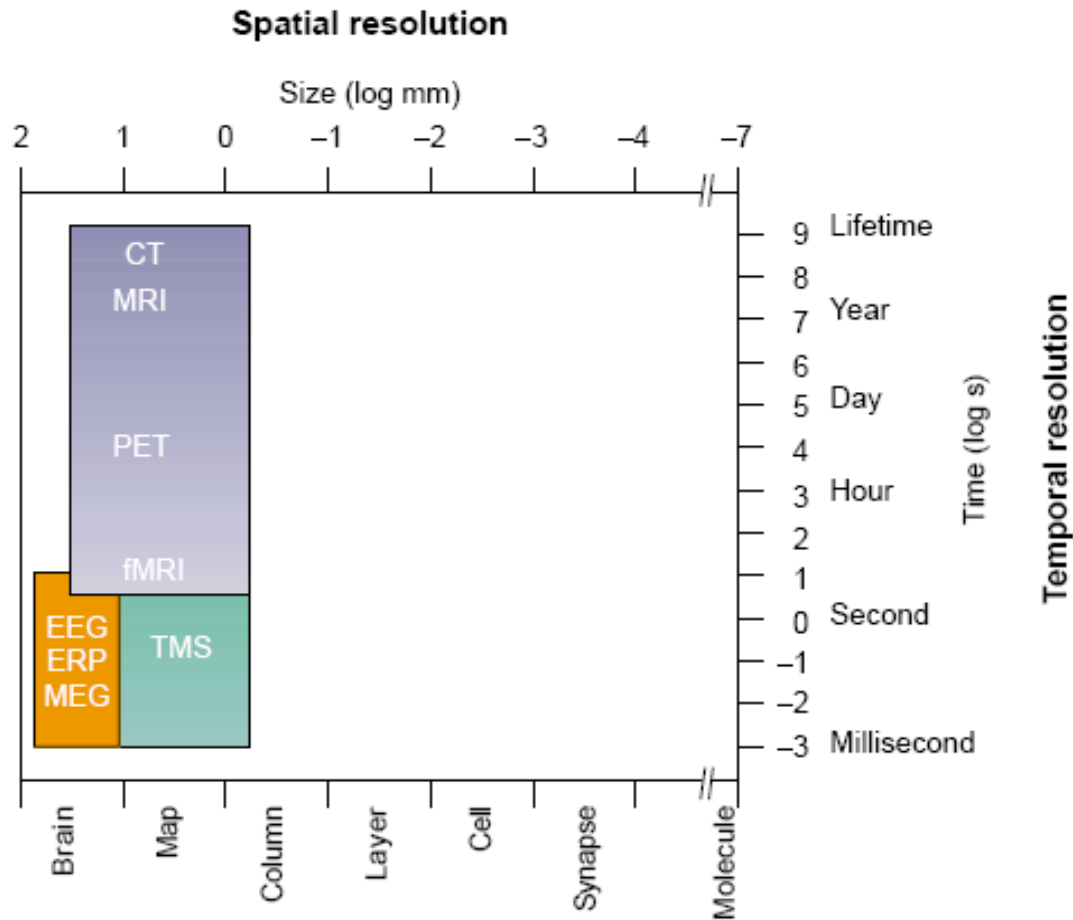 Spatial resolution
Size (log mm)
2 1 0 –1 –2 –3 –4 –7
9 Lifetime
CT
8
MRI
Year
7
6
Day
5
PET
4
Hour
3
Time (log s)
Temporal resolution
2
fMRI
1
EEG
Second
0
TMS
ERP
–1
MEG
–2
–3 Millisecond
Brain
Map
Column
Layer
Cell
Synapse
Molecule